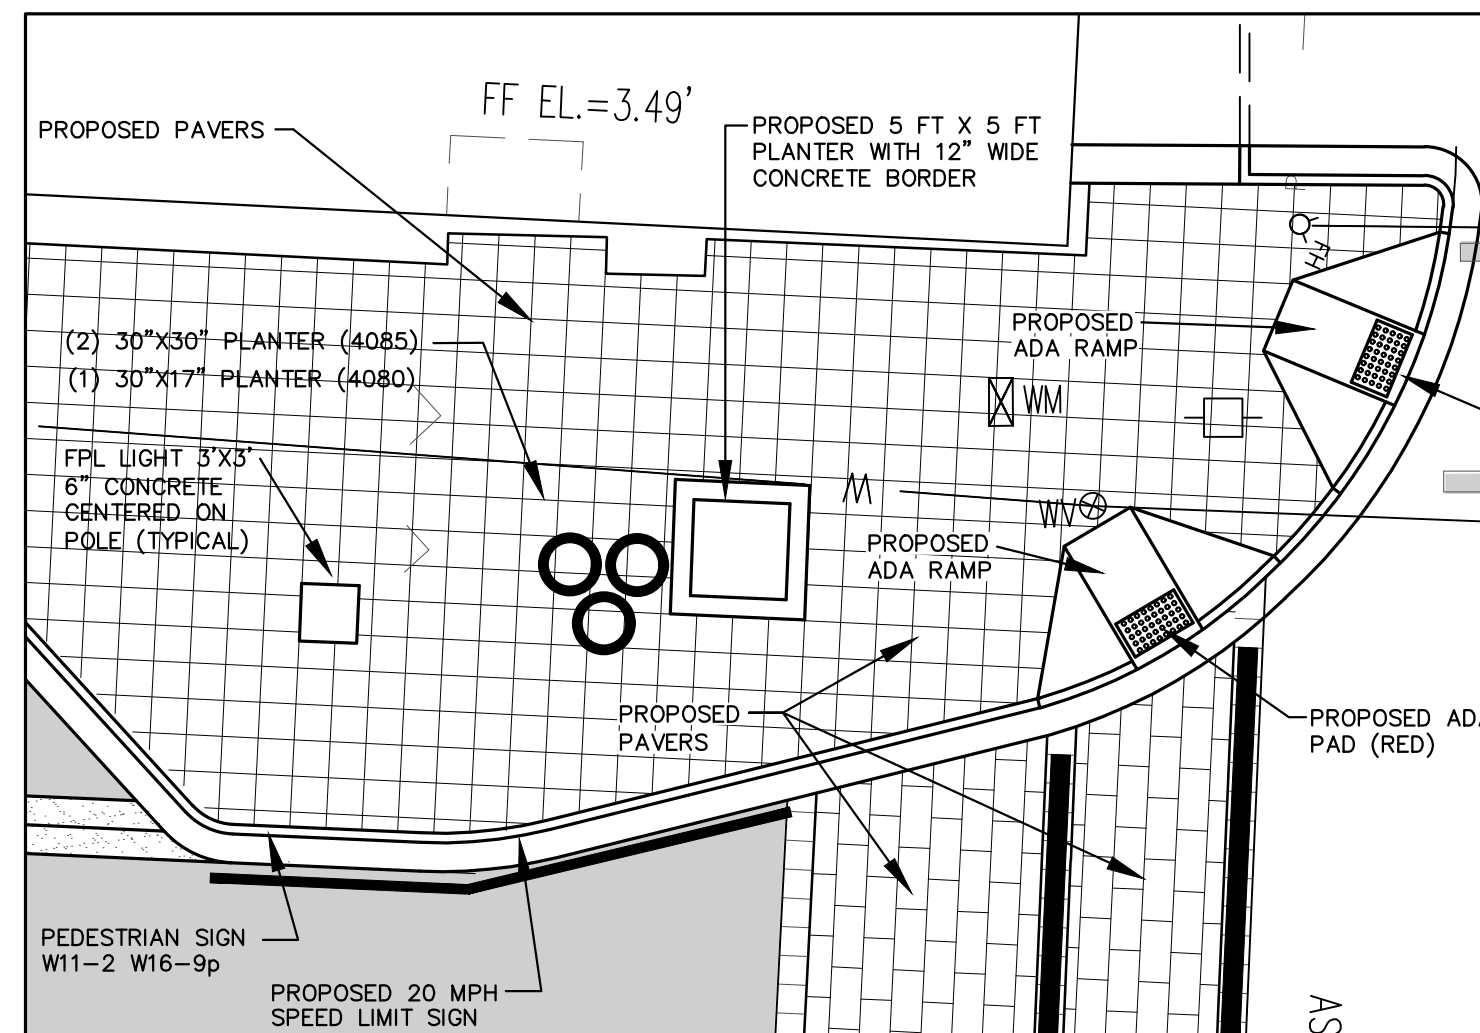 FF EL.=3.49'
PROPOSED PAVERS
PROPOSED 5 FT X 5 FT
PLANTER WITH 12" WIDE
CONCRETE BORDER
FH
(2) 30"X30" PLANTER (4085)
(1) 30"X17" PLANTER (4080)
PROPOSED
ADA RAMP
WM
FPL LIGHT 3'X3'
6" CONCRETE
CENTERED ON
POLE (TYPICAL)
WV
PROPOSED
ADA RAMP
PROPOSED
PAVERS
PROPOSED AD
PAD (RED)
PEDESTRIAN SIGN
W11-2 W16-9p
PROPOSED 20 MPH
SPEED LIMIT SIGN
AS